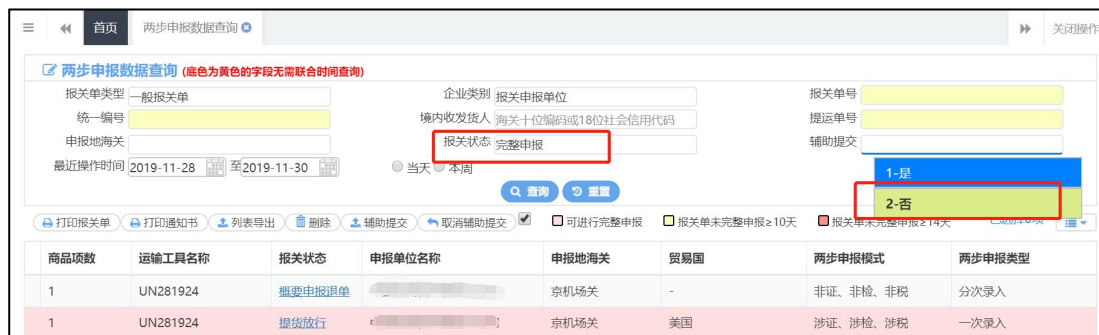 首页 两步申报数据查询 关闭操作
两步申报数据查询 (底色为黄色的字段无需联合时间查询)
报关单类型 一般报关单 企业类别 报关申报单位 报关单号
统一编号 境内收发货人 海关十位编码或18位社会信用代码 提运单号
申报地海关 报关状态 完整申报 辅助提交
最近操作时间 2019-11-28 至 2019-11-30 当天 本周 1-是
查询 重置
2-否
打印报关单 打印通知书 列表导出 删除 辅助提交 取消辅助提交 可进行完整申报 报关单未完整申报≥10天 报关单未完整申报≥14天
商品项数 运输工具名称 报关状态 申报单位名称 申报地海关 贸易国 两步申报模式 两步申报类型
1 UN281924 概要申报退单 京机场关 - 非证、非检、非税 分次录入
1 UN281924 提货放行 京机场关 美国 涉证、涉检、涉税 一次录入